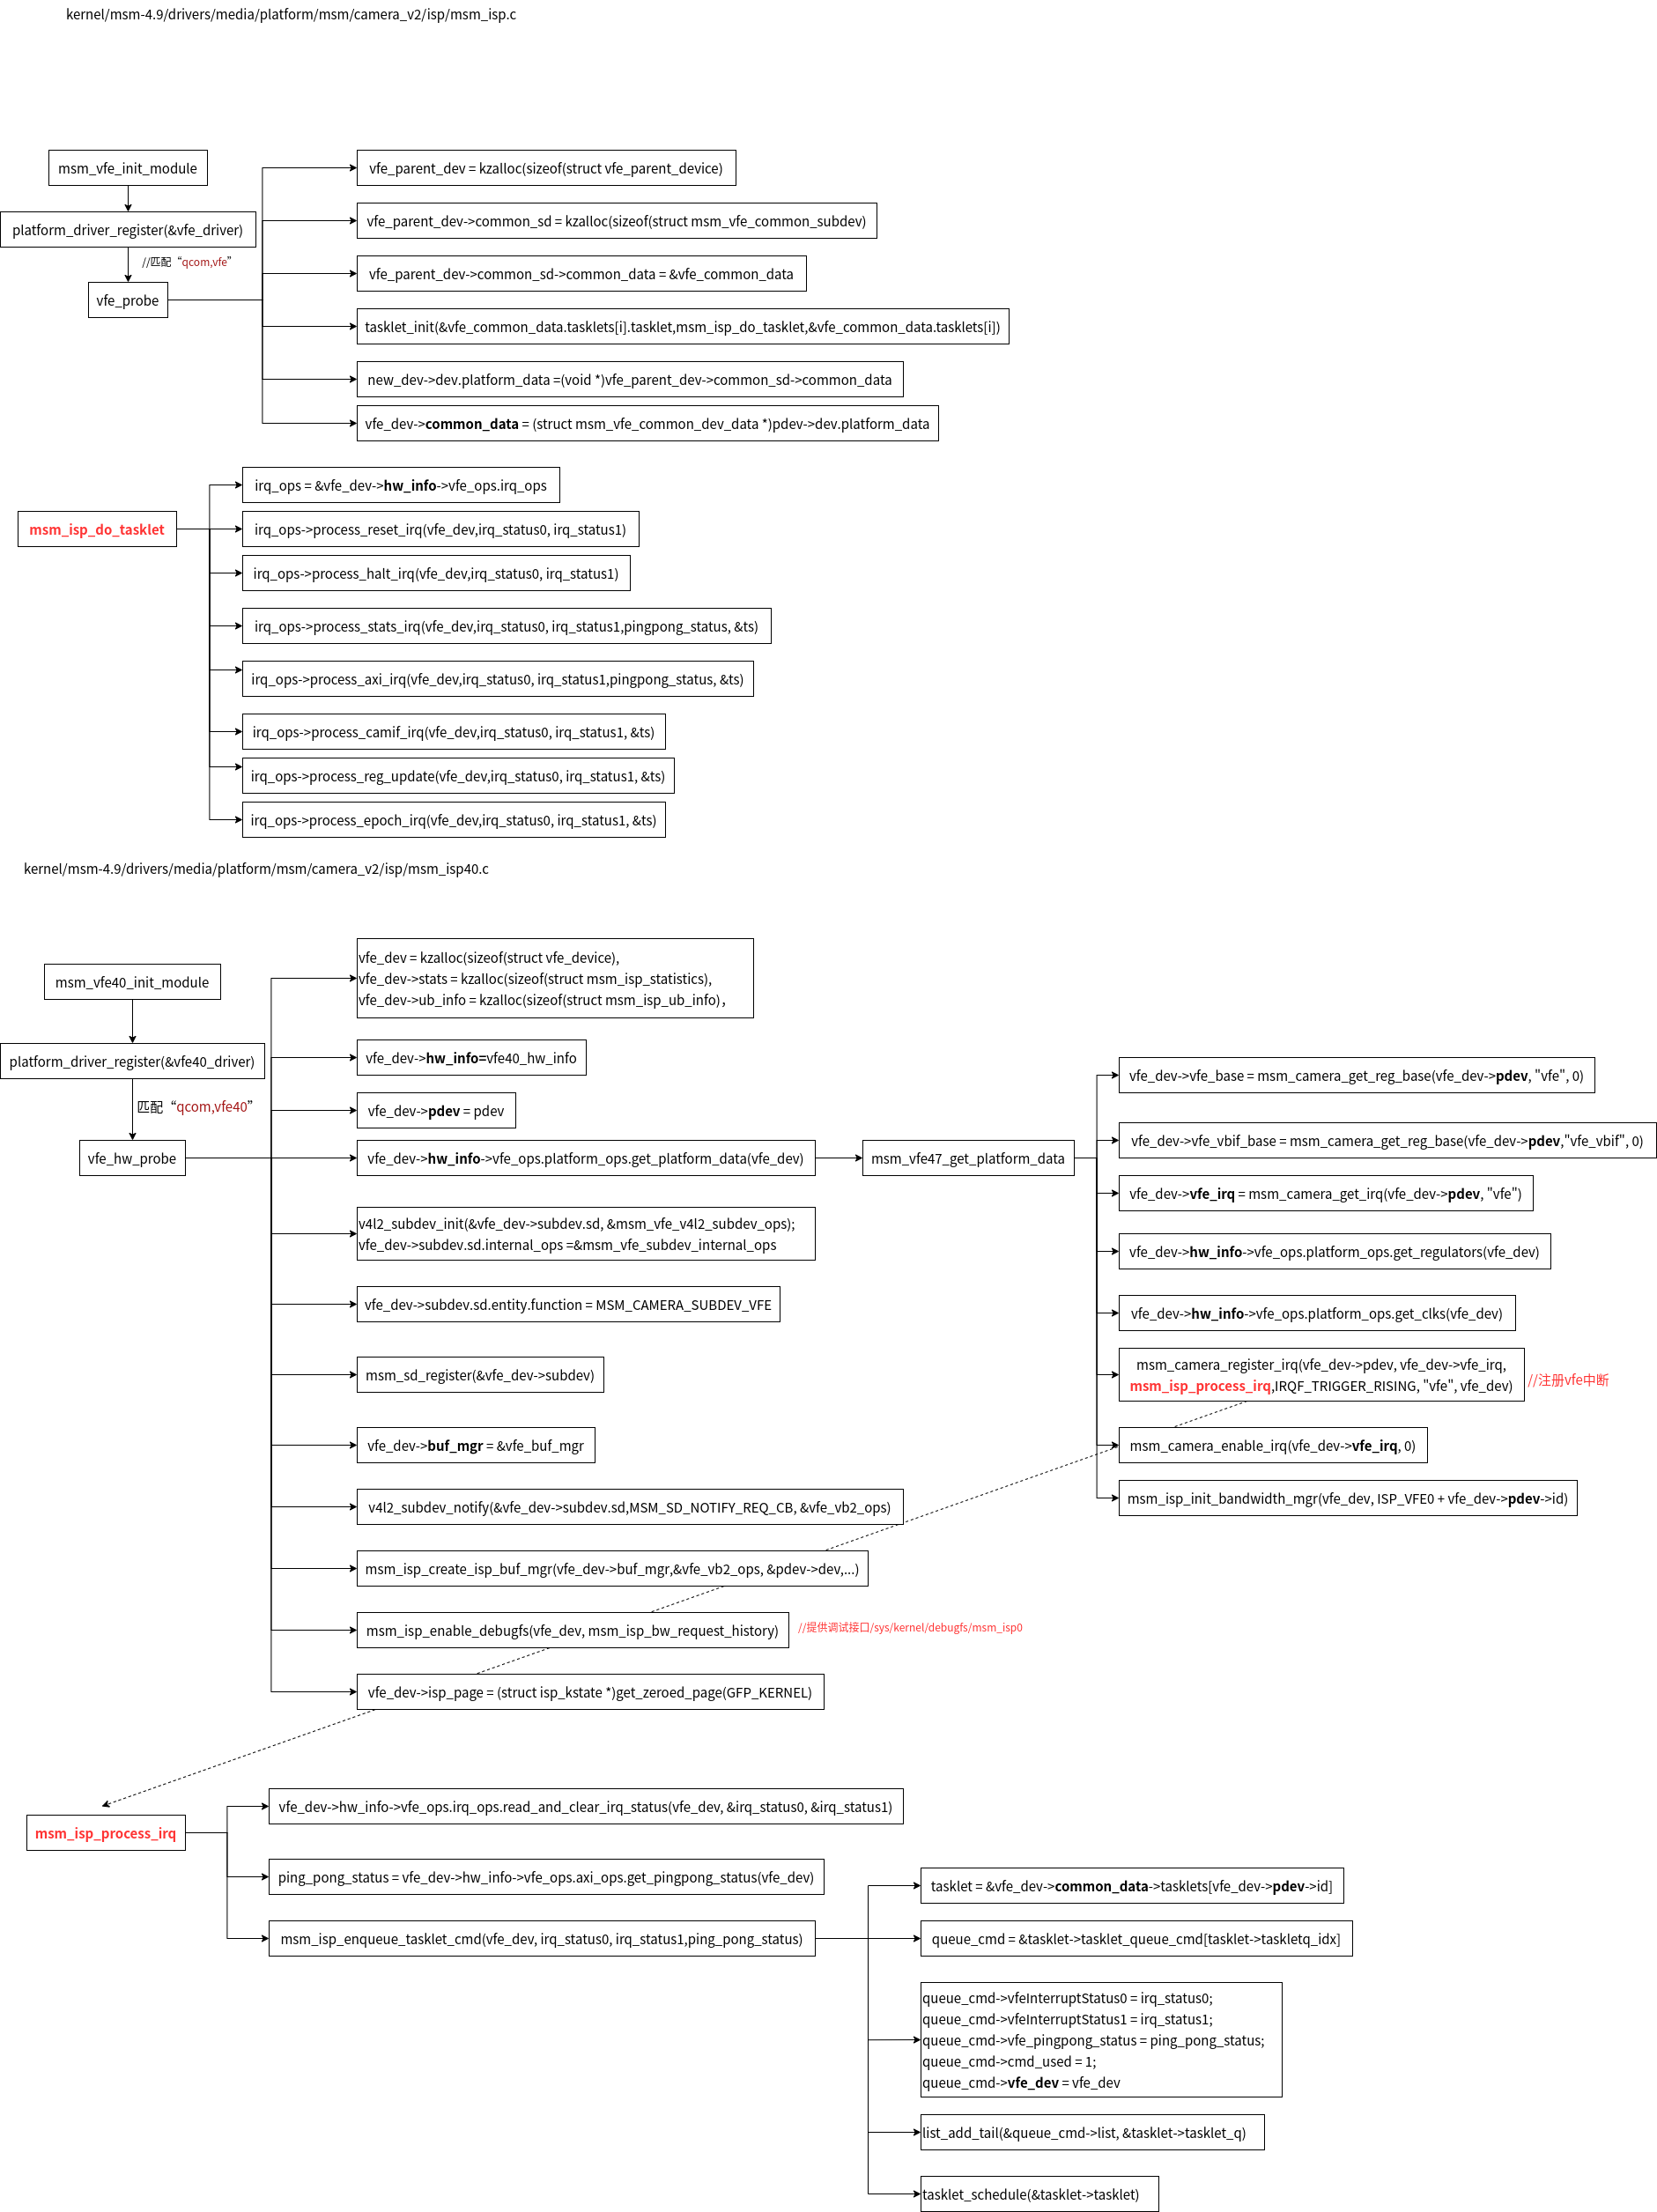 kernel/msm-4.9/drivers/media/platform/msm/camera_v2/isp/msm_isp.c
msm_vfe_init_module
platform_driver_register(&vfe_driver)
//匹配“qcom,vfe”
vfe_probe
vfe_parent_dev = kzalloc(sizeof(struct vfe_parent_device)
vfe_parent_dev->common_sd = kzalloc(sizeof(struct msm_vfe_common_subdev)
vfe_parent_dev->common_sd->common_data = &vfe_common_data
tasklet_init(&vfe_common_data.tasklets[i].tasklet,msm_isp_do_tasklet,&vfe_common_data.tasklets[i])
new_dev->dev.platform_data =(void *)vfe_parent_dev->common_sd->common_data
vfe_dev->common_data = (struct msm_vfe_common_dev_data *)pdev->dev.platform_data
msm_isp_do_tasklet
irq_ops = &vfe_dev->hw_info->vfe_ops.irq_ops
irq_ops->process_reset_irq(vfe_dev,irq_status0, irq_status1)
irq_ops->process_halt_irq(vfe_dev,irq_status0, irq_status1)
irq_ops->process_stats_irq(vfe_dev,irq_status0, irq_status1,pingpong_status, &ts)
irq_ops->process_axi_irq(vfe_dev,irq_status0, irq_status1,pingpong_status, &ts)
irq_ops->process_camif_irq(vfe_dev,irq_status0, irq_status1, &ts)
irq_ops->process_reg_update(vfe_dev,irq_status0, irq_status1, &ts)
irq_ops->process_epoch_irq(vfe_dev,irq_status0, irq_status1, &ts)
kernel/msm-4.9/drivers/media/platform/msm/camera_v2/isp/msm_isp40.c
msm_vfe40_init_module
platform_driver_register(&vfe40_driver)
匹配“qcom,vfe40”
vfe_hw_probe
vfe_dev = kzalloc(sizeof(struct vfe_device),
vfe_dev->stats = kzalloc(sizeof(struct msm_isp_statistics),
vfe_dev->ub_info = kzalloc(sizeof(struct msm_isp_ub_info)，
vfe_dev->hw_info=vfe40_hw_info
vfe_dev->pdev = pdev
vfe_dev->hw_info->vfe_ops.platform_ops.get_platform_data(vfe_dev)
v4l2_subdev_init(&vfe_dev->subdev.sd, &msm_vfe_v4l2_subdev_ops);
vfe_dev->subdev.sd.internal_ops =&msm_vfe_subdev_internal_ops
vfe_dev->subdev.sd.entity.function = MSM_CAMERA_SUBDEV_VFE
msm_sd_register(&vfe_dev->subdev)
vfe_dev->buf_mgr = &vfe_buf_mgr
v4l2_subdev_notify(&vfe_dev->subdev.sd,MSM_SD_NOTIFY_REQ_CB, &vfe_vb2_ops)
msm_isp_create_isp_buf_mgr(vfe_dev->buf_mgr,&vfe_vb2_ops, &pdev->dev,...)
msm_isp_enable_debugfs(vfe_dev, msm_isp_bw_request_history)
//提供调试接口/sys/kernel/debugfs/msm_isp0
vfe_dev->isp_page = (struct isp_kstate *)get_zeroed_page(GFP_KERNEL)
msm_vfe47_get_platform_data
vfe_dev->vfe_base = msm_camera_get_reg_base(vfe_dev->pdev, "vfe", 0)
vfe_dev->vfe_vbif_base = msm_camera_get_reg_base(vfe_dev->pdev,"vfe_vbif", 0)
vfe_dev->vfe_irq = msm_camera_get_irq(vfe_dev->pdev, "vfe")
vfe_dev->hw_info->vfe_ops.platform_ops.get_regulators(vfe_dev)
vfe_dev->hw_info->vfe_ops.platform_ops.get_clks(vfe_dev)
msm_camera_register_irq(vfe_dev->pdev, vfe_dev->vfe_irq,
msm_isp_process_irq,IRQF_TRIGGER_RISING, "vfe", vfe_dev)
//注册vfe中断
msm_camera_enable_irq(vfe_dev->vfe_irq, 0)
msm_isp_init_bandwidth_mgr(vfe_dev, ISP_VFE0 + vfe_dev->pdev->id)
msm_isp_process_irq
vfe_dev->hw_info->vfe_ops.irq_ops.read_and_clear_irq_status(vfe_dev, &irq_status0, &irq_status1)
ping_pong_status = vfe_dev->hw_info->vfe_ops.axi_ops.get_pingpong_status(vfe_dev)
msm_isp_enqueue_tasklet_cmd(vfe_dev, irq_status0, irq_status1,ping_pong_status)
tasklet = &vfe_dev->common_data->tasklets[vfe_dev->pdev->id]
queue_cmd = &tasklet->tasklet_queue_cmd[tasklet->taskletq_idx]
queue_cmd->vfeInterruptStatus0 = irq_status0;
queue_cmd->vfeInterruptStatus1 = irq_status1;
queue_cmd->vfe_pingpong_status = ping_pong_status;
queue_cmd->cmd_used = 1;
queue_cmd->vfe_dev = vfe_dev
list_add_tail(&queue_cmd->list, &tasklet->tasklet_q)
tasklet_schedule(&tasklet->tasklet)